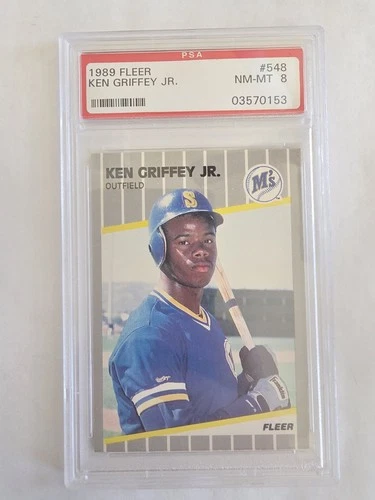 PSA
1989 FLEER #548
KEN GRIFFEY JR. NM-MT 8
03570153
KEN GRIFFEY JR.
OUTFIELD
M's
S
FLEER